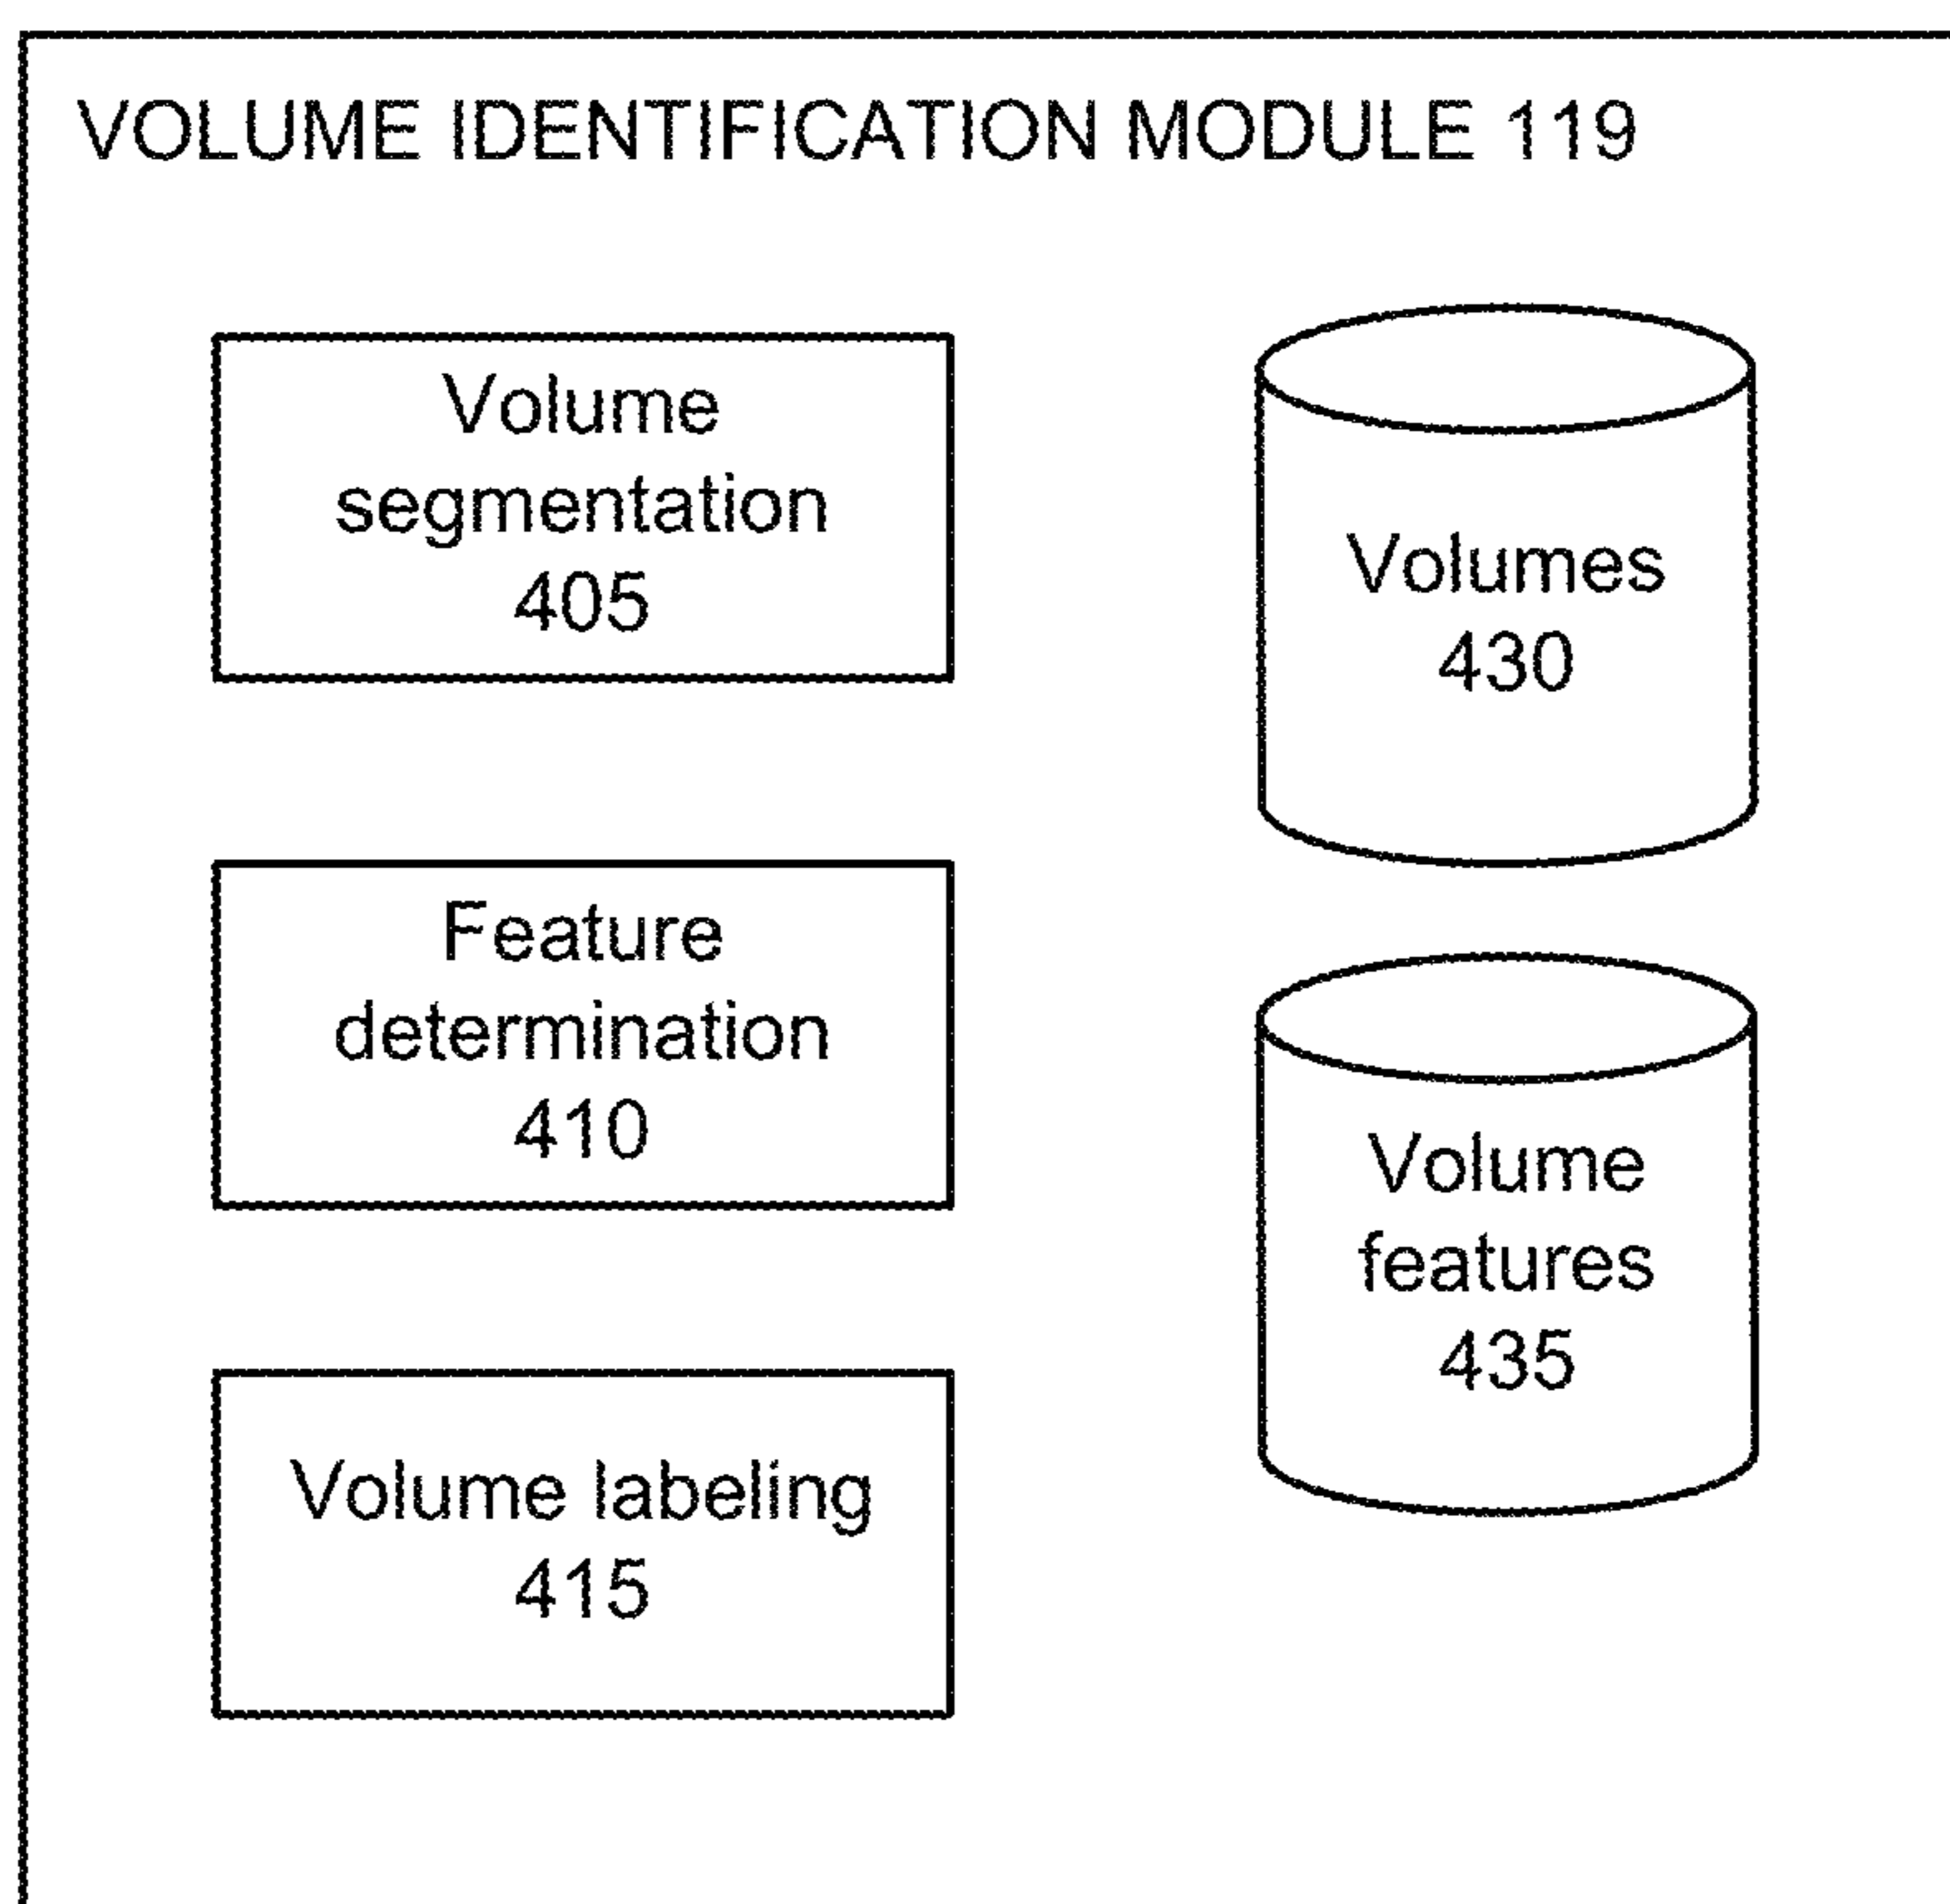 VOLUME IDENTIFICATION MODULE 119
Volume
segmentation
405
Feature
determination
410
Volume labeling
415
Volumes
430
Volume
features
435